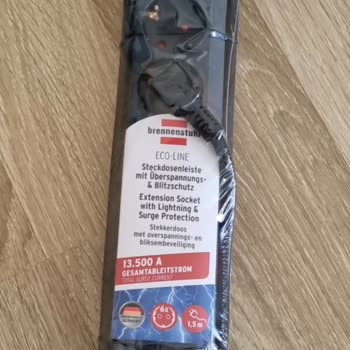 brennenstuhl
ECO-LINE
Steckdosenleiste
mit Überspannungs-
& Blitzschutz
Extension Socket
with Lightning &
Surge Protection
Stekkerdoos
met overspannings- en
bliksembeveiliging
13.500 A
GESAMTABLEITSTROM
TOTAL SURGE CURRENT
6x
1,5 m
GERMANY